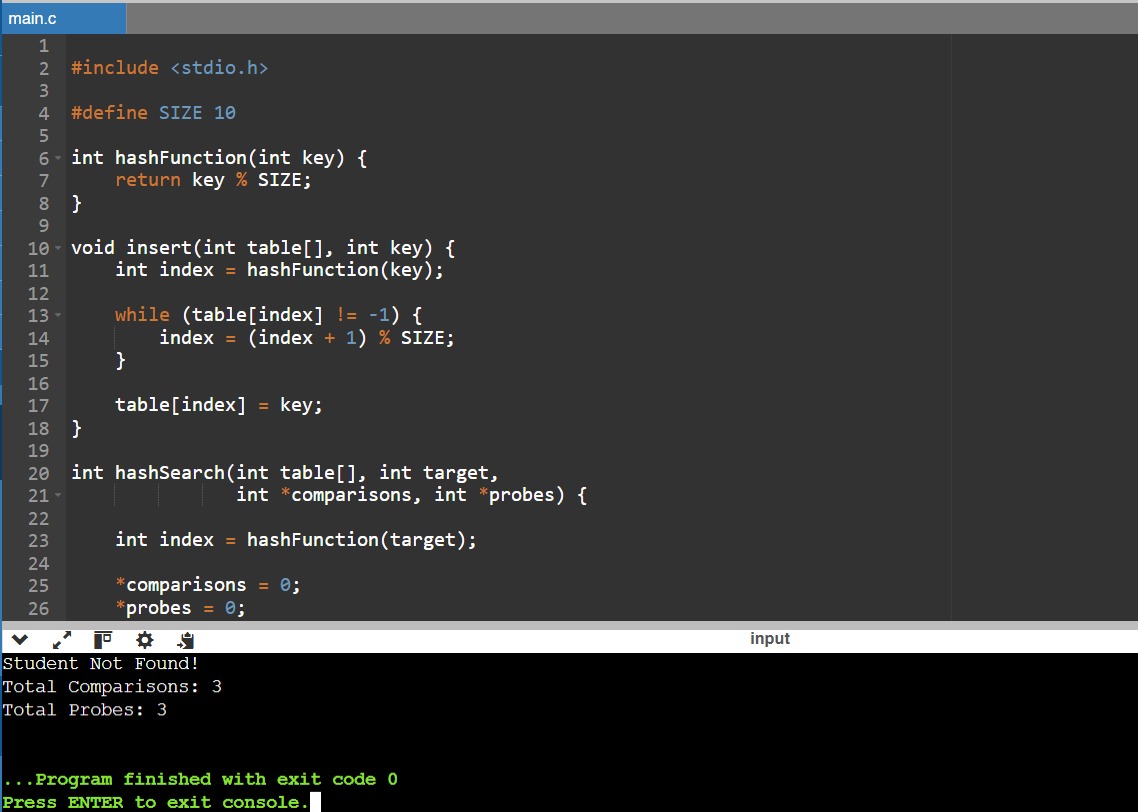 main.c
1
2 #include <stdio.h>
3
4 #define SIZE 10
5
6 int hashFunction(int key) {
7     return key % SIZE;
8 }
9
10 void insert(int table[], int key) {
11     int index = hashFunction(key);
12
13     while (table[index] != -1) {
14         index = (index + 1) % SIZE;
15     }
16
17     table[index] = key;
18 }
19
20 int hashSearch(int table[], int target,
21                int *comparisons, int *probes) {
22
23     int index = hashFunction(target);
24
25     *comparisons = 0;
26     *probes = 0;
input
Student Not Found!
Total Comparisons: 3
Total Probes: 3
...Program finished with exit code 0
Press ENTER to exit console.